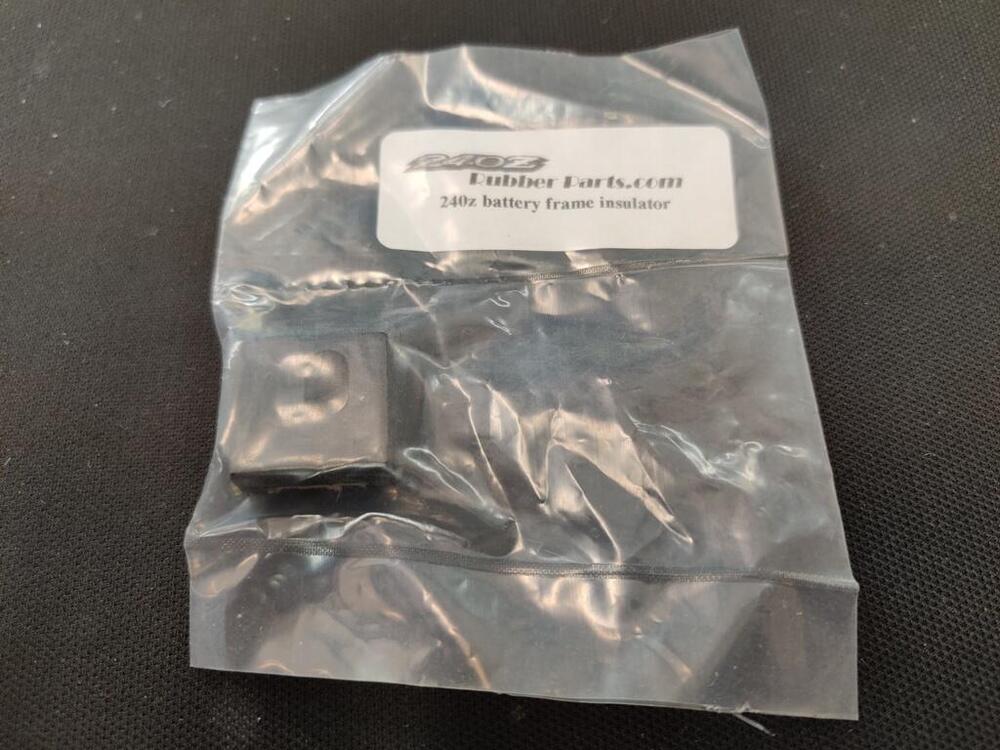 240Z
Rubber Parts.com
240z battery frame insulator